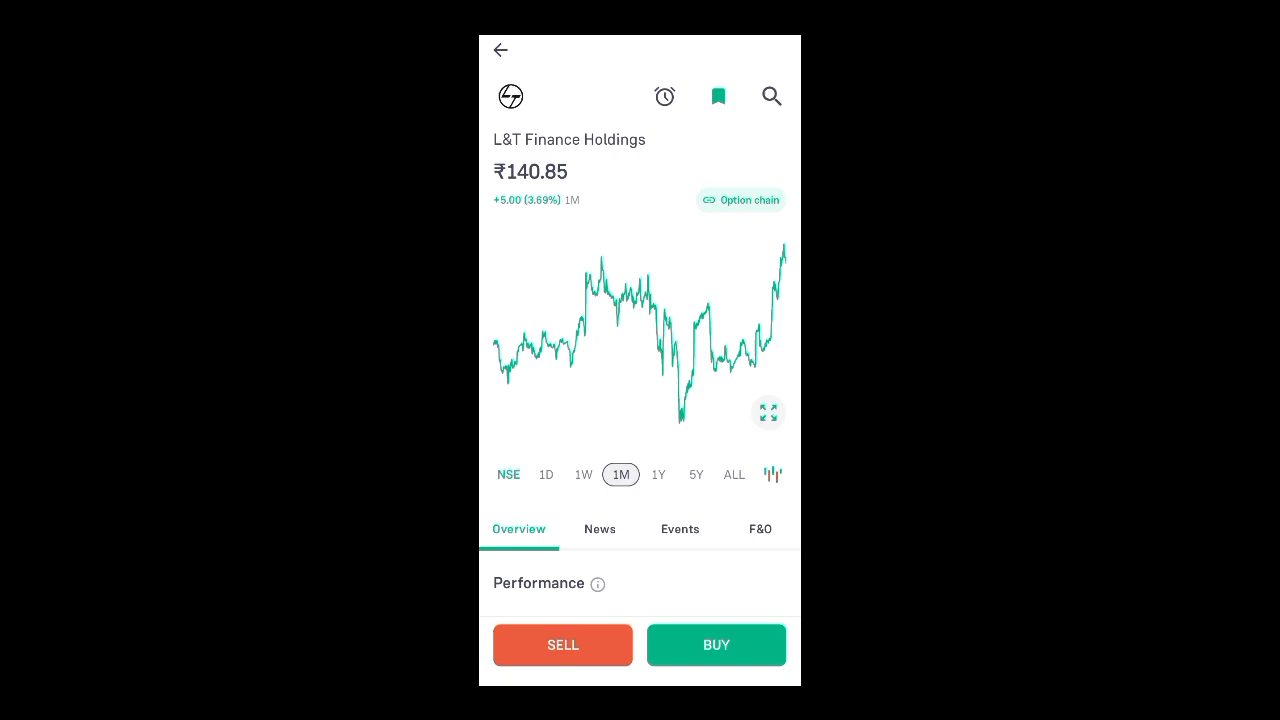 L&T Finance Holdings
₹140.85
+5.00 (3.69%) 1M
Option chain
NSE 1D 1W 1M 1Y 5Y ALL
Overview News Events F&O
Performance
SELL BUY